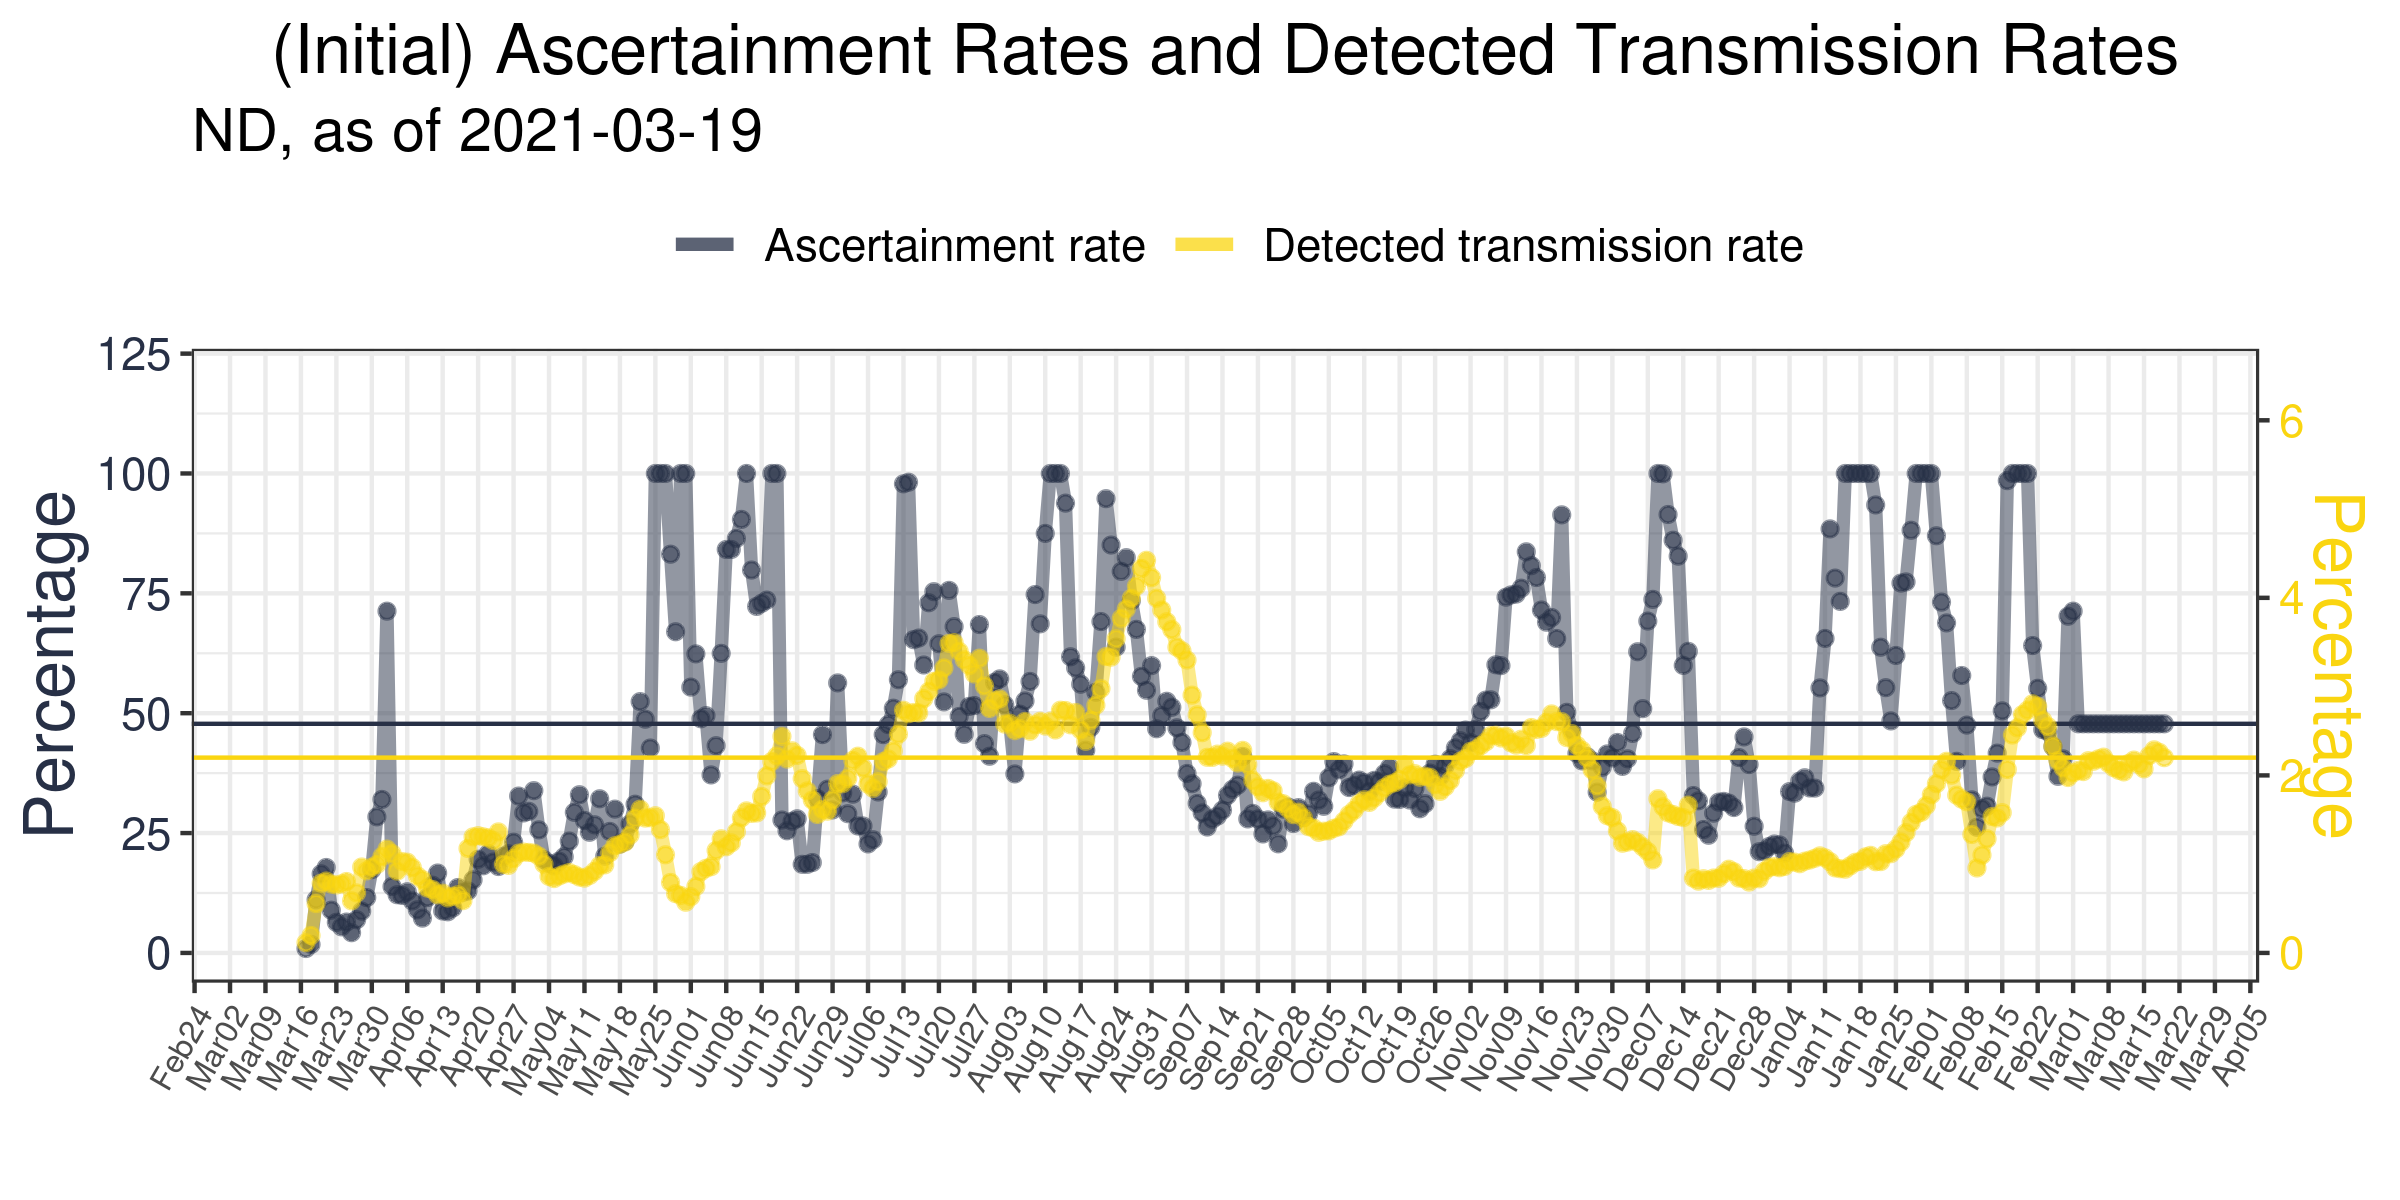 (Initial) Ascertainment Rates and Detected Transmission Rates
ND, as of 2021-03-19
Ascertainment rate
Detected transmission rate
Percentage
125
100
75
50
25
0
6
4
2
0
Percentage
Feb24
Mar02
Mar09
Mar16
Mar23
Mar30
Apr06
Apr13
Apr20
Apr27
May04
May11
May18
May25
Jun01
Jun08
Jun15
Jun22
Jun29
Jul06
Jul13
Jul20
Jul27
Aug03
Aug10
Aug17
Aug24
Aug31
Sep07
Sep14
Sep21
Sep28
Oct05
Oct12
Oct19
Oct26
Nov02
Nov09
Nov16
Nov23
Nov30
Dec07
Dec14
Dec21
Dec28
Jan04
Jan11
Jan18
Jan25
Feb01
Feb08
Feb15
Feb22
Mar01
Mar08
Mar15
Mar22
Mar29
Apr05